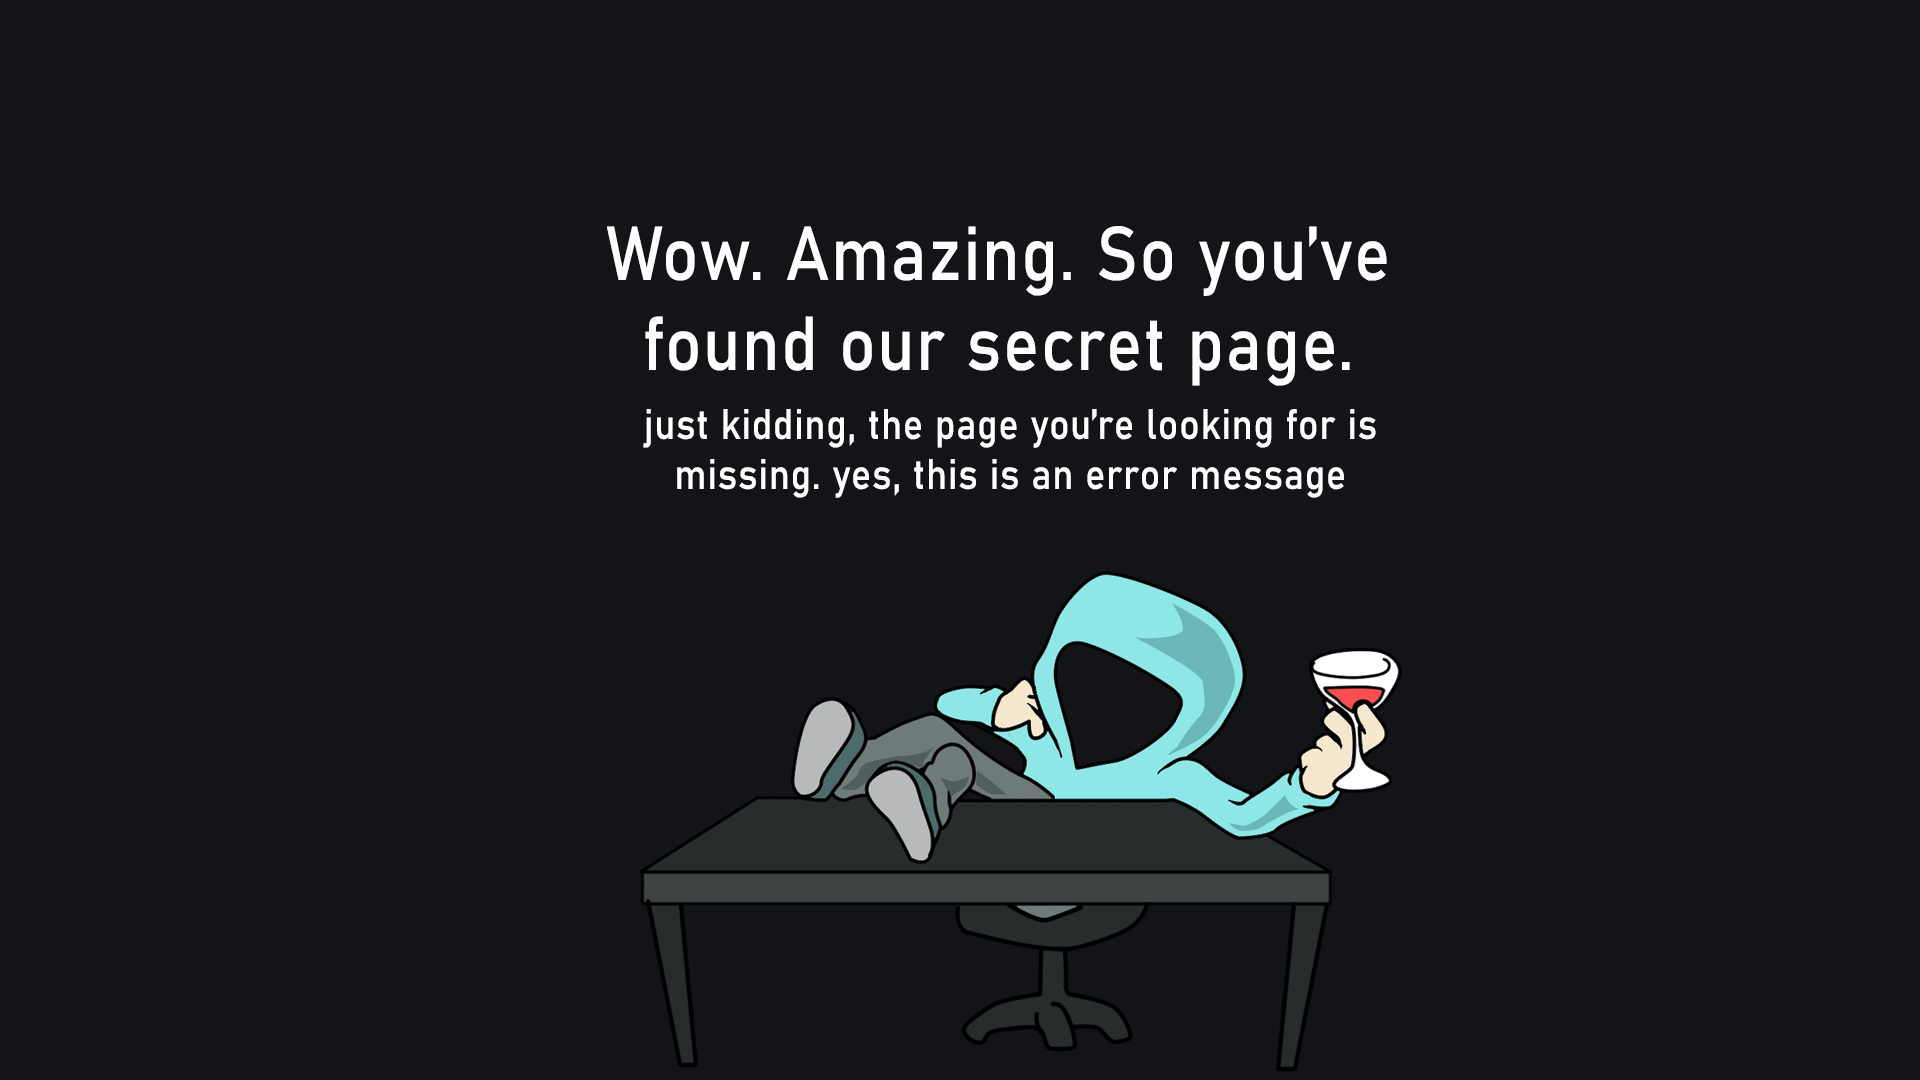 Wow. Amazing. So you’ve
found our secret page.
just kidding, the page you’re looking for is
missing. yes, this is an error message